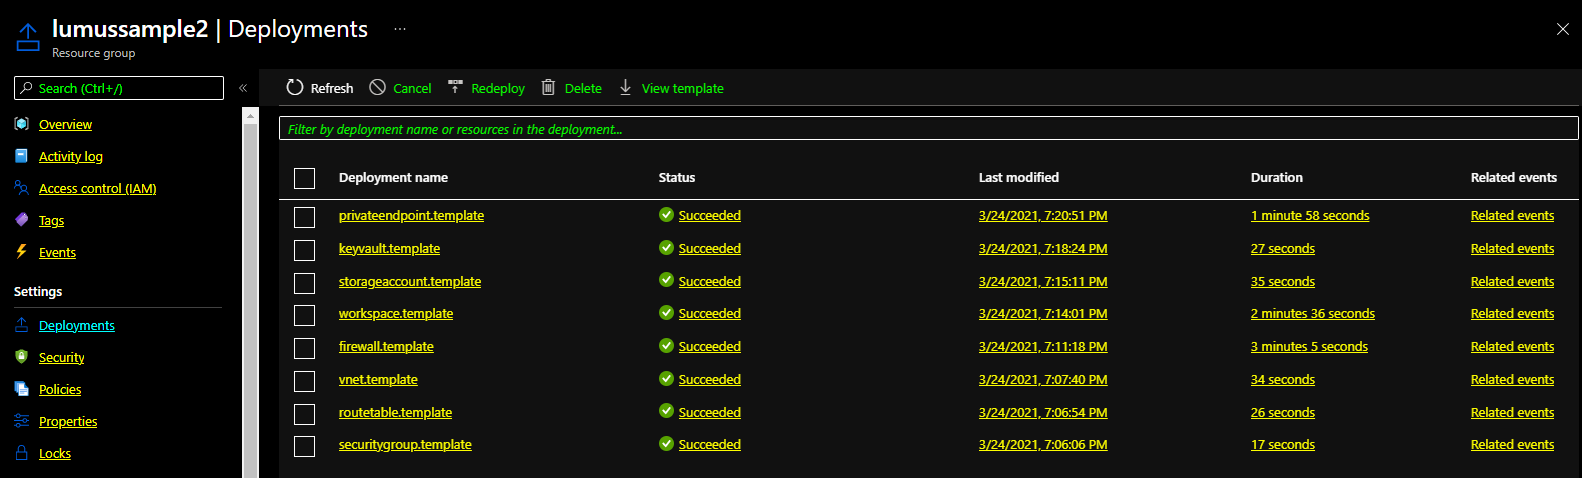 lumussample2 | Deployments ...
Resource group
Search (Ctrl+/)
«
Refresh Cancel Redeploy Delete View template
Overview
Activity log
Access control (IAM)
Tags
Events
Settings
Deployments
Security
Policies
Properties
Locks
Filter by deployment name or resources in the deployment...
Deployment name Status Last modified Duration Related events
privateendpoint.template Succeeded 3/24/2021, 7:20:51 PM 1 minute 58 seconds Related events
keyvault.template Succeeded 3/24/2021, 7:18:24 PM 27 seconds Related events
storageaccount.template Succeeded 3/24/2021, 7:15:11 PM 35 seconds Related events
workspace.template Succeeded 3/24/2021, 7:14:01 PM 2 minutes 36 seconds Related events
firewall.template Succeeded 3/24/2021, 7:11:18 PM 3 minutes 5 seconds Related events
vnet.template Succeeded 3/24/2021, 7:07:40 PM 34 seconds Related events
routetable.template Succeeded 3/24/2021, 7:06:54 PM 26 seconds Related events
securitygroup.template Succeeded 3/24/2021, 7:06:06 PM 17 seconds Related events